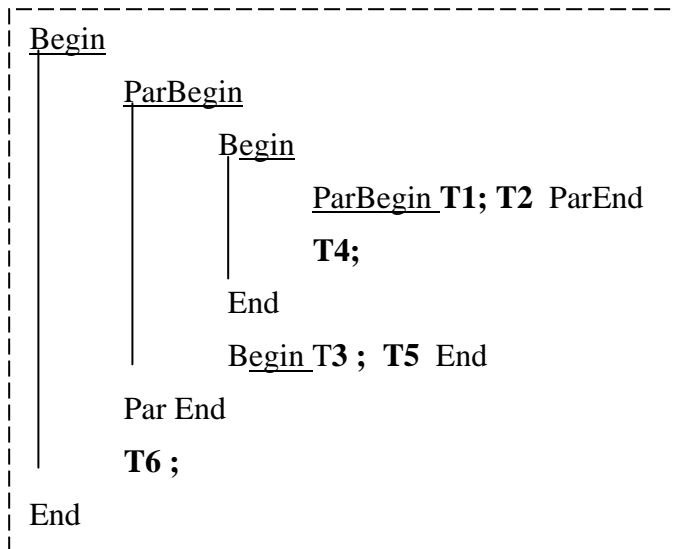 Begin
ParBegin
Begin
ParBegin T1; T2 ParEnd
T4;
End
Begin T3 ; T5 End
Par End
T6 ;
End